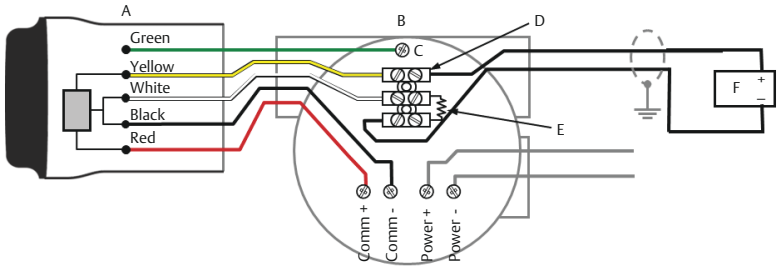 A
B
D
Green
C
Yellow
White
F
+
–
Black
E
Red
Comm +
Comm -
Power +
Power -